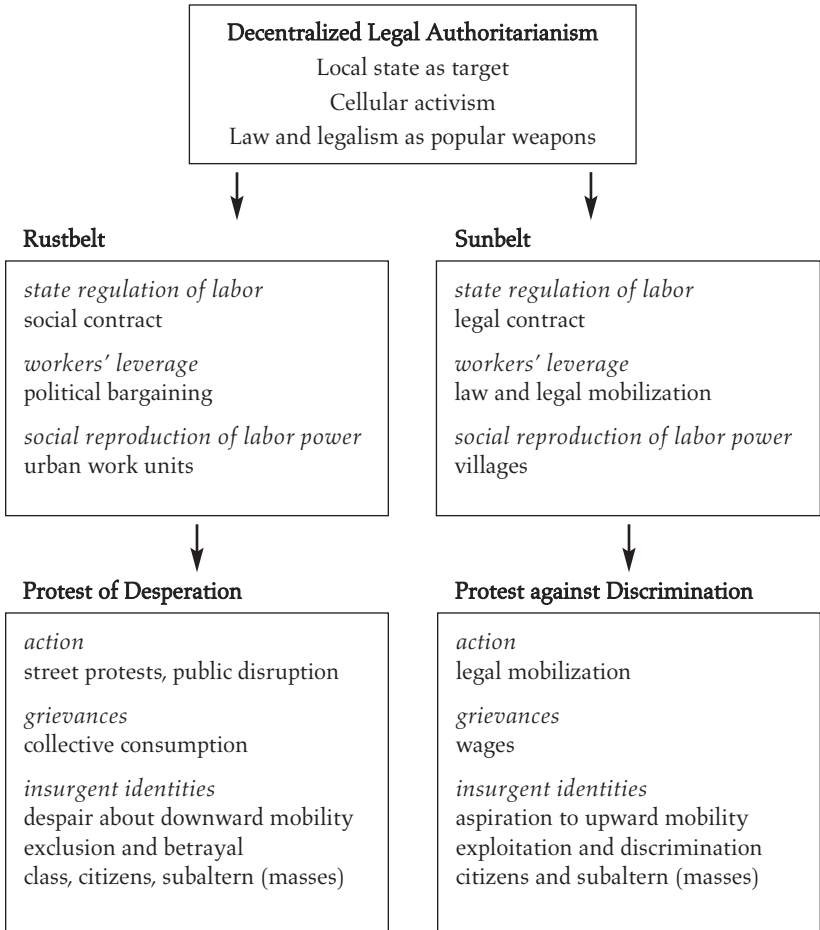 Decentralized Legal Authoritarianism
Local state as target
Cellular activism
Law and legalism as popular weapons
Rustbelt
state regulation of labor
social contract
workers’ leverage
political bargaining
social reproduction of labor power
urban work units
Sunbelt
state regulation of labor
legal contract
workers’ leverage
law and legal mobilization
social reproduction of labor power
villages
Protest of Desperation
action
street protests, public disruption
grievances
collective consumption
insurgent identities
despair about downward mobility
exclusion and betrayal
class, citizens, subaltern (masses)
Protest against Discrimination
action
legal mobilization
grievances
wages
insurgent identities
aspiration to upward mobility
exploitation and discrimination
citizens and subaltern (masses)